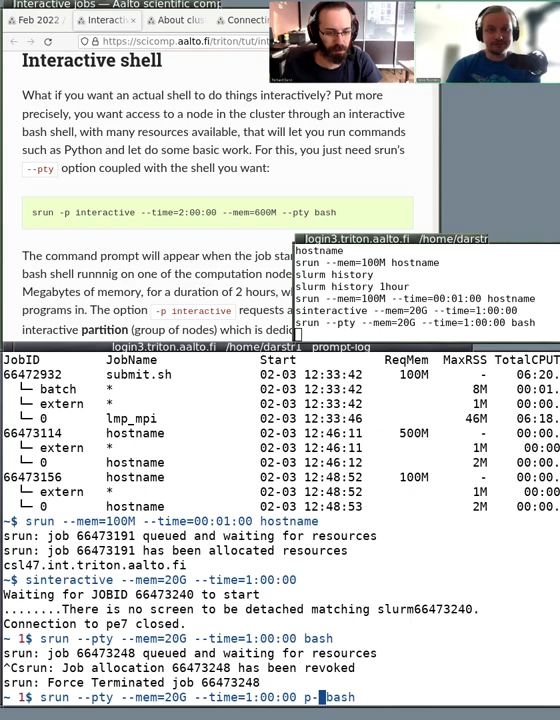 Interactive jobs — Aalto scientific comp
Feb 2022
Interacti
About clus
Connectin
https://scicomp.aalto.fi/triton/tut/int
Interactive shell
What if you want an actual shell to do things interactively? Put more
precisely, you want access to a node in the cluster through an interactive
bash shell, with many resources available, that will let you run commands
such as Python and let do some basic work. For this, you just need srun's
--pty option coupled with the shell you want:
srun -p interactive --time=2:00:00 --mem=600M --pty bash
The command prompt will appear when the job star
bash shell runnnig on one of the computation node
Megabytes of memory, for a duration of 2 hours, w
programs in. The option -p interactive requests a
interactive partition (group of nodes) which is dedic
login3.triton.aalto.fi /home/darstr
hostname
srun --mem=100M hostname
slurm history
slurm history 1hour
srun --mem=100M --time=00:01:00 hostname
sinteractive --mem=20G --time=1:00:00
srun --pty --mem=20G --time=1:00:00 bash
login3.triton.aalto.fi /home/darstr1 prompt-log
JobID JobName Start ReqMem MaxRSS TotalCPUT
66472932 submit.sh 02-03 12:33:42 100M - 06:20.
└─ batch * 02-03 12:33:42 8M 00:01.
└─ extern * 02-03 12:33:42 1M 00:00.
└─ 0 lmp_mpi 02-03 12:33:46 46M 06:18.
66473114 hostname 02-03 12:46:11 500M - 00:00.
└─ extern * 02-03 12:46:11 1M 00:00
└─ 0 hostname 02-03 12:46:12 2M 00:00.
66473156 hostname 02-03 12:48:52 100M - 00:00.
└─ extern * 02-03 12:48:52 1M 00:00
└─ 0 hostname 02-03 12:48:53 2M 00:00.
~$ srun --mem=100M --time=00:01:00 hostname
srun: job 66473191 queued and waiting for resources
srun: job 66473191 has been allocated resources
csl47.int.triton.aalto.fi
~$ sinteractive --mem=20G --time=1:00:00
Waiting for JOBID 66473240 to start
........There is no screen to be detached matching slurm66473240.
Connection to pe7 closed.
~ 1$ srun --pty --mem=20G --time=1:00:00 bash
srun: job 66473248 queued and waiting for resources
^Csrun: Job allocation 66473248 has been revoked
srun: Force Terminated job 66473248
~ 1$ srun --pty --mem=20G --time=1:00:00 p- bash